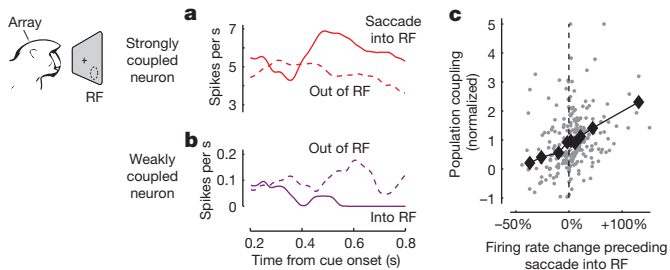 Array
RF
a
Strongly
coupled
neuron
Spikes per s
7
5
3
Saccade
into RF
Out of RF
b
Weakly
coupled
neuron
Spikes per s
0.2
0.1
0
Out of RF
Into RF
0.2 0.4 0.6 0.8
Time from cue onset (s)
c
Population coupling
(normalized)
5
4
3
2
1
0
−1
−50% 0% +100%
Firing rate change preceding
saccade into RF